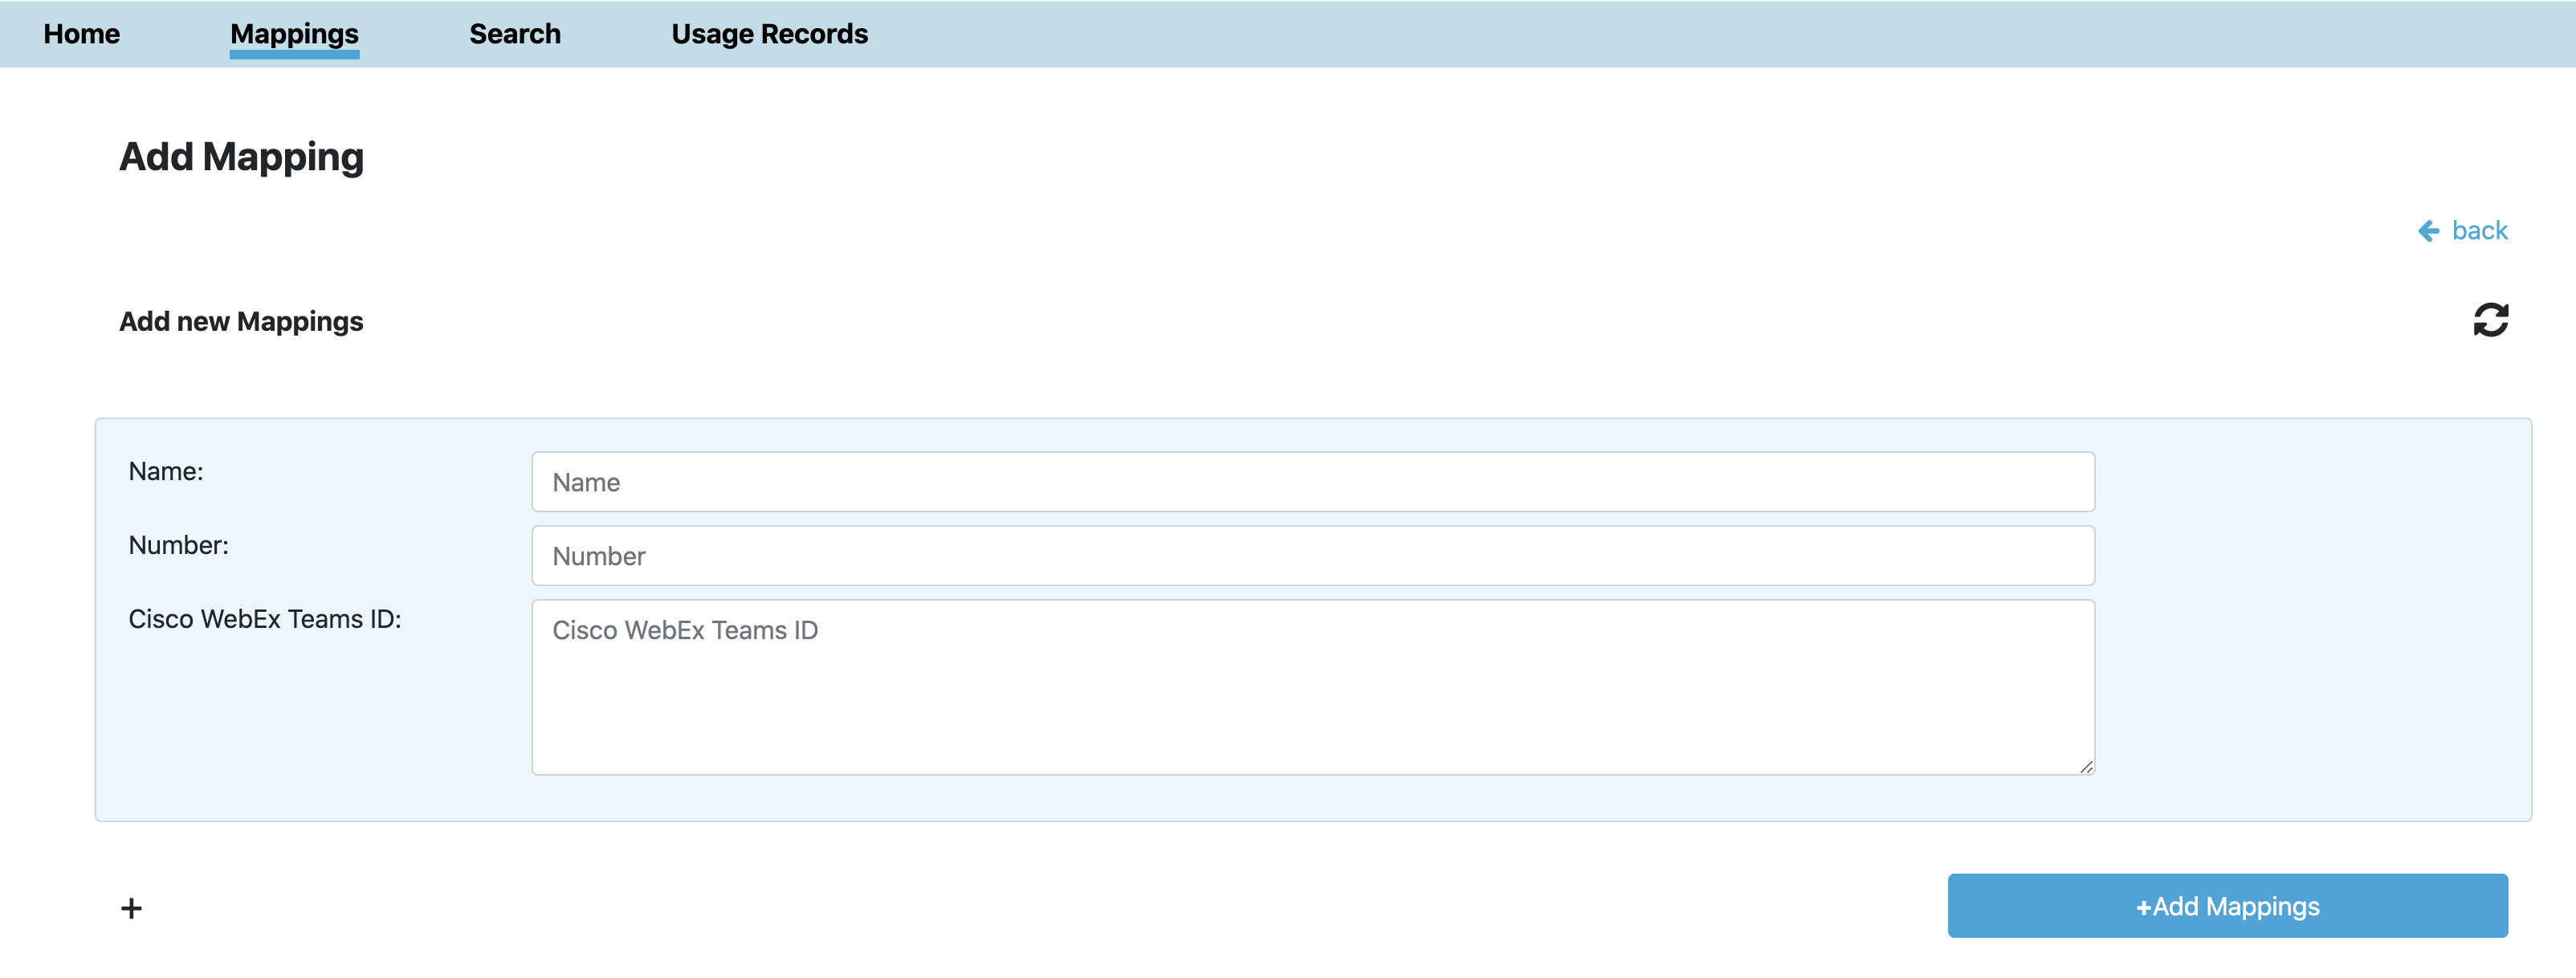 Home Mappings Search Usage Records
Add Mapping
back
Add new Mappings
Name: Name
Number: Number
Cisco WebEx Teams ID: Cisco WebEx Teams ID
+ +Add Mappings